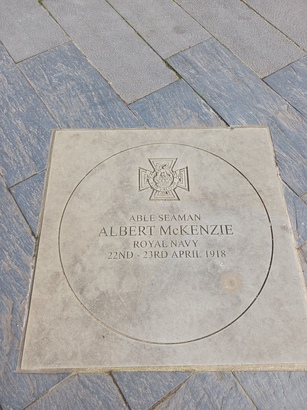 ABLE SEAMAN
ALBERT McKENZIE
ROYAL NAVY
22ND - 23RD APRIL 1918